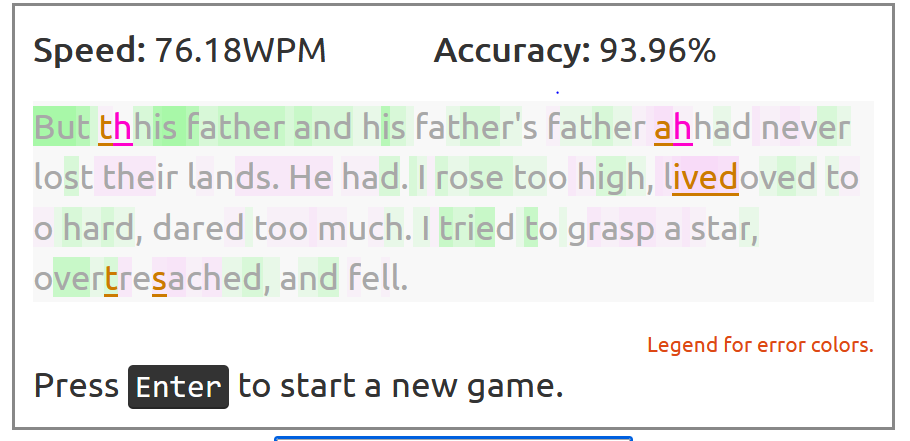 Speed: 76.18WPM Accuracy: 93.96%
But thhis father and his father's father ahhad never
lost their lands. He had. I rose too high, livedoved to
o hard, dared too much. I tried to grasp a star,
overtresached, and fell.
Legend for error colors.
Press Enter to start a new game.